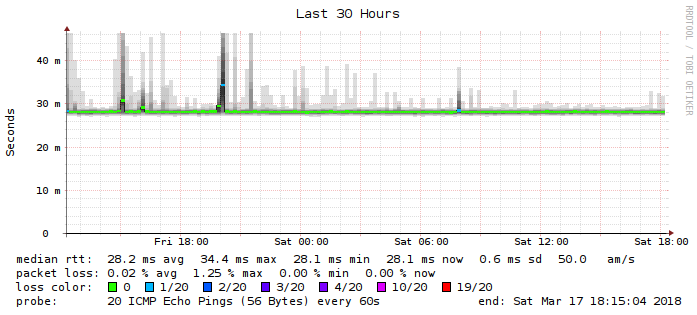 Last 30 Hours
RRDTOOL / TOBI OETIKER
Seconds
40 m
30 m
20 m
10 m
0
Fri 18:00 Sat 00:00 Sat 06:00 Sat 12:00 Sat 18:00
median rtt: 28.2 ms avg 34.4 ms max 28.1 ms min 28.1 ms now 0.6 ms sd 50.0 am/s
packet loss: 0.02 % avg 1.25 % max 0.00 % min 0.00 % now
loss color: 0 1/20 2/20 3/20 4/20 10/20 19/20
probe: 20 ICMP Echo Pings (56 Bytes) every 60s end: Sat Mar 17 18:15:04 2018